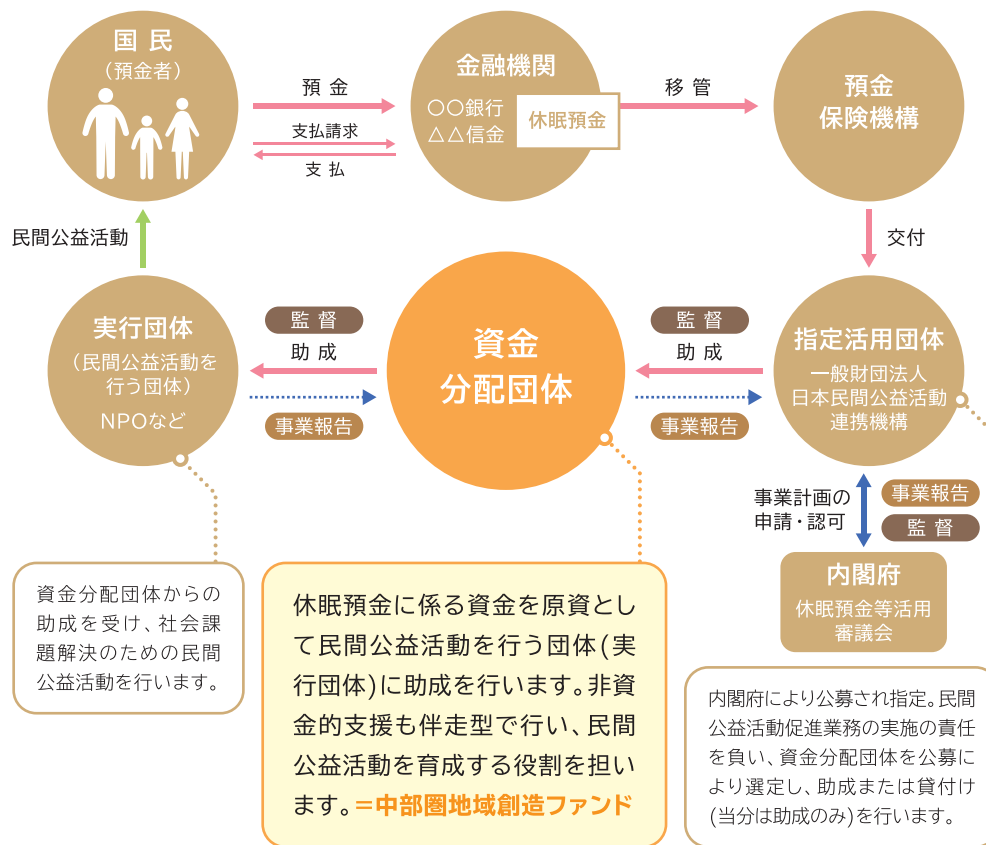 国 民
（預金者）
預 金
支払請求
支 払
金融機関
〇〇銀行
△△信金
休眠預金
移 管
預金
保険機構
民間公益活動
交付
実行団体
（民間公益活動を
行う団体）
NPOなど
監 督
助 成
事業報告
資金
分配団体
監 督
助 成
事業報告
指定活用団体
一般財団法人
日本民間公益活動
連携機構
事業計画の
申請・認可
事業報告
監 督
内閣府
休眠預金等活用
審議会
資金分配団体からの
助成を受け、社会課
題解決のための民間
公益活動を行います。
休眠預金に係る資金を原資とし
て民間公益活動を行う団体(実
行団体)に助成を行います。非資
金的支援も伴走型で行い、民間
公益活動を育成する役割を担い
ます。＝中部圏地域創造ファンド
内閣府により公募され指定。民間
公益活動促進業務の実施の責任
を負い、資金分配団体を公募に
より選定し、助成または貸付け
(当分は助成のみ)を行います。